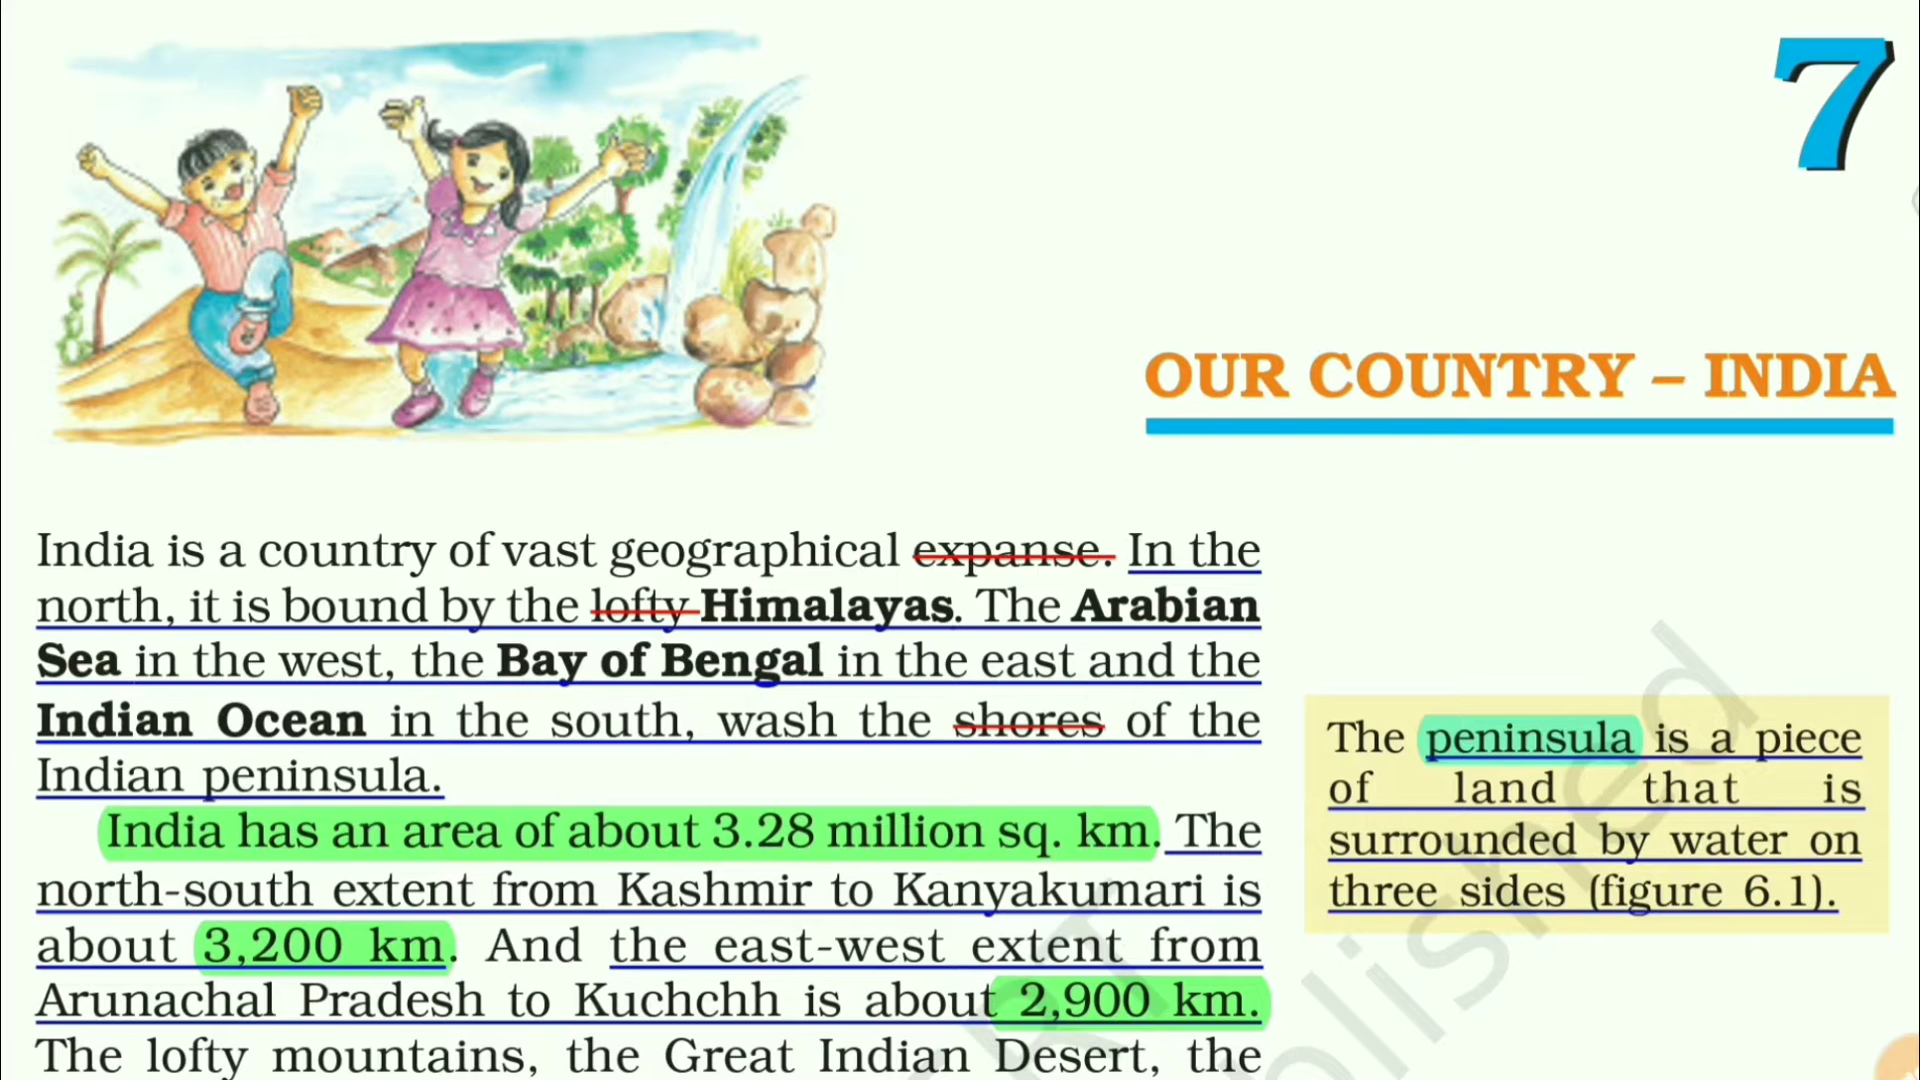 7
OUR COUNTRY – INDIA
India is a country of vast geographical expanse. In the
north, it is bound by the lofty Himalayas. The Arabian
Sea in the west, the Bay of Bengal in the east and the
Indian Ocean in the south, wash the shores of the
Indian peninsula.
India has an area of about 3.28 million sq. km. The
north-south extent from Kashmir to Kanyakumari is
about 3,200 km. And the east-west extent from
Arunachal Pradesh to Kuchchh is about 2,900 km.
The lofty mountains, the Great Indian Desert, the
The peninsula is a piece
of land that is
surrounded by water on
three sides (figure 6.1).